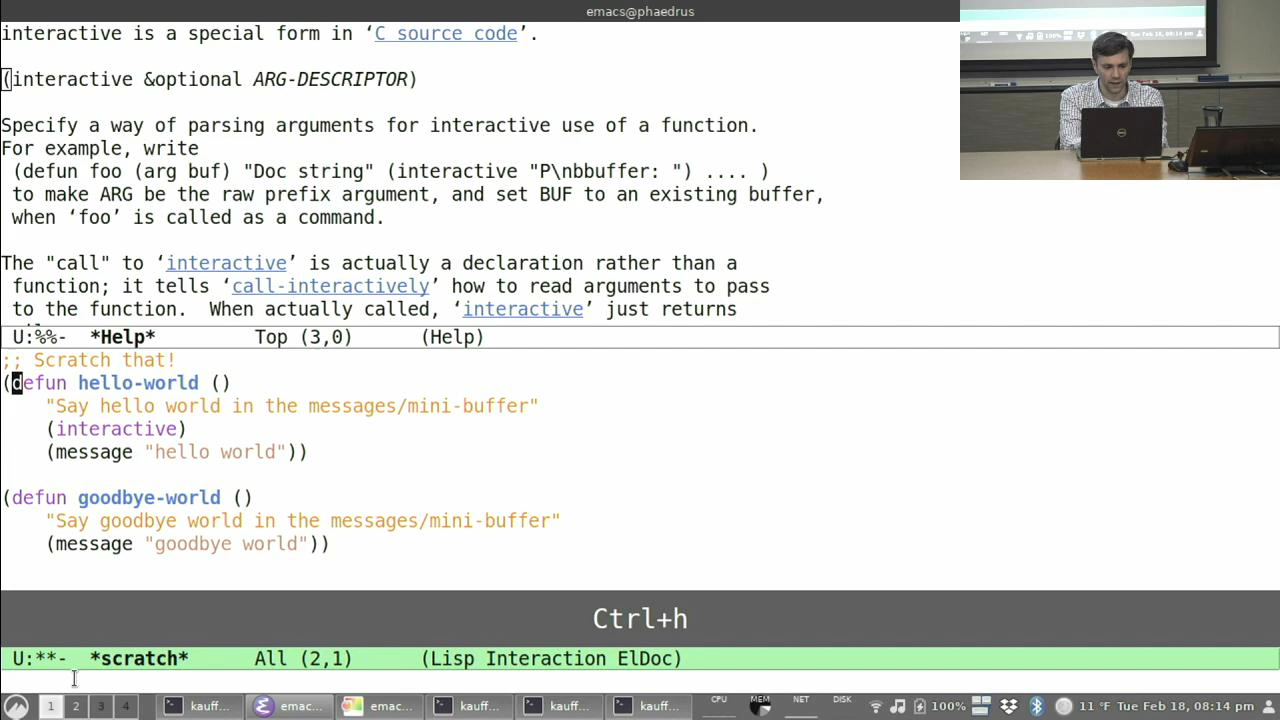 emacs@phaedrus
interactive is a special form in ‘C source code’.
(interactive &optional ARG-DESCRIPTOR)
Specify a way of parsing arguments for interactive use of a function.
For example, write
(defun foo (arg buf) "Doc string" (interactive "P\nbbuffer: ") .... )
to make ARG be the raw prefix argument, and set BUF to an existing buffer,
when ‘foo’ is called as a command.
The "call" to ‘interactive’ is actually a declaration rather than a
function; it tells ‘call-interactively’ how to read arguments to pass
to the function.  When actually called, ‘interactive’ just returns
U:%%-  *Help*         Top (3,0)      (Help)
;; Scratch that!
(defun hello-world ()
"Say hello world in the messages/mini-buffer"
(interactive)
(message "hello world"))
(defun goodbye-world ()
"Say goodbye world in the messages/mini-buffer"
(message "goodbye world"))
Ctrl+h
U:**-  *scratch*      All (2,1)      (Lisp Interaction ElDoc)
1 2 3 4 kauff... emac... emac... kauff... kauff... kauff... CPU MEM NET DISK 100% 11 °F Tue Feb 18, 08:14 pm